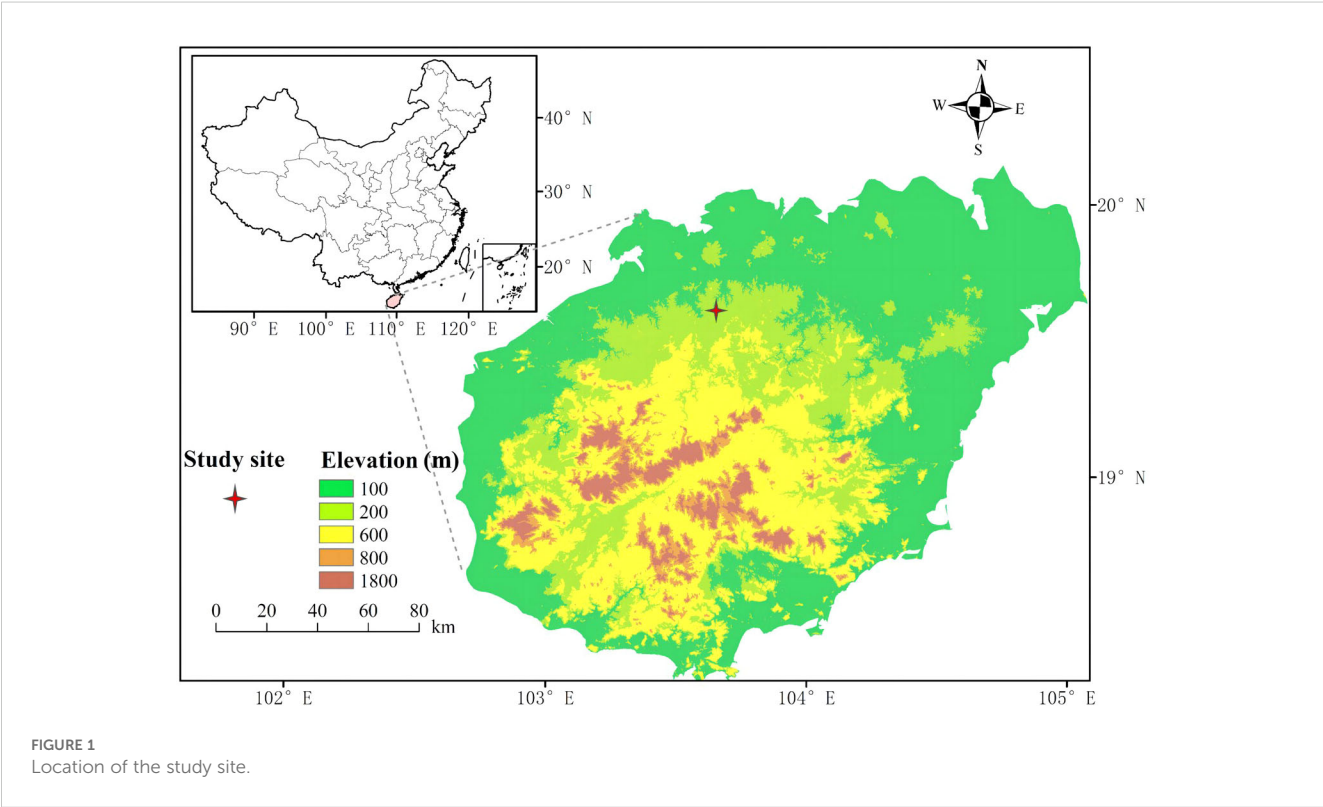 N
W E
S
40° N
30° N
20° N
90° E 100° E 110° E 120° E
20° N
19° N
Study site Elevation (m)
100
200
600
800
1800
0 20 40 60 80
km
102° E 103° E 104° E 105° E
FIGURE 1
Location of the study site.